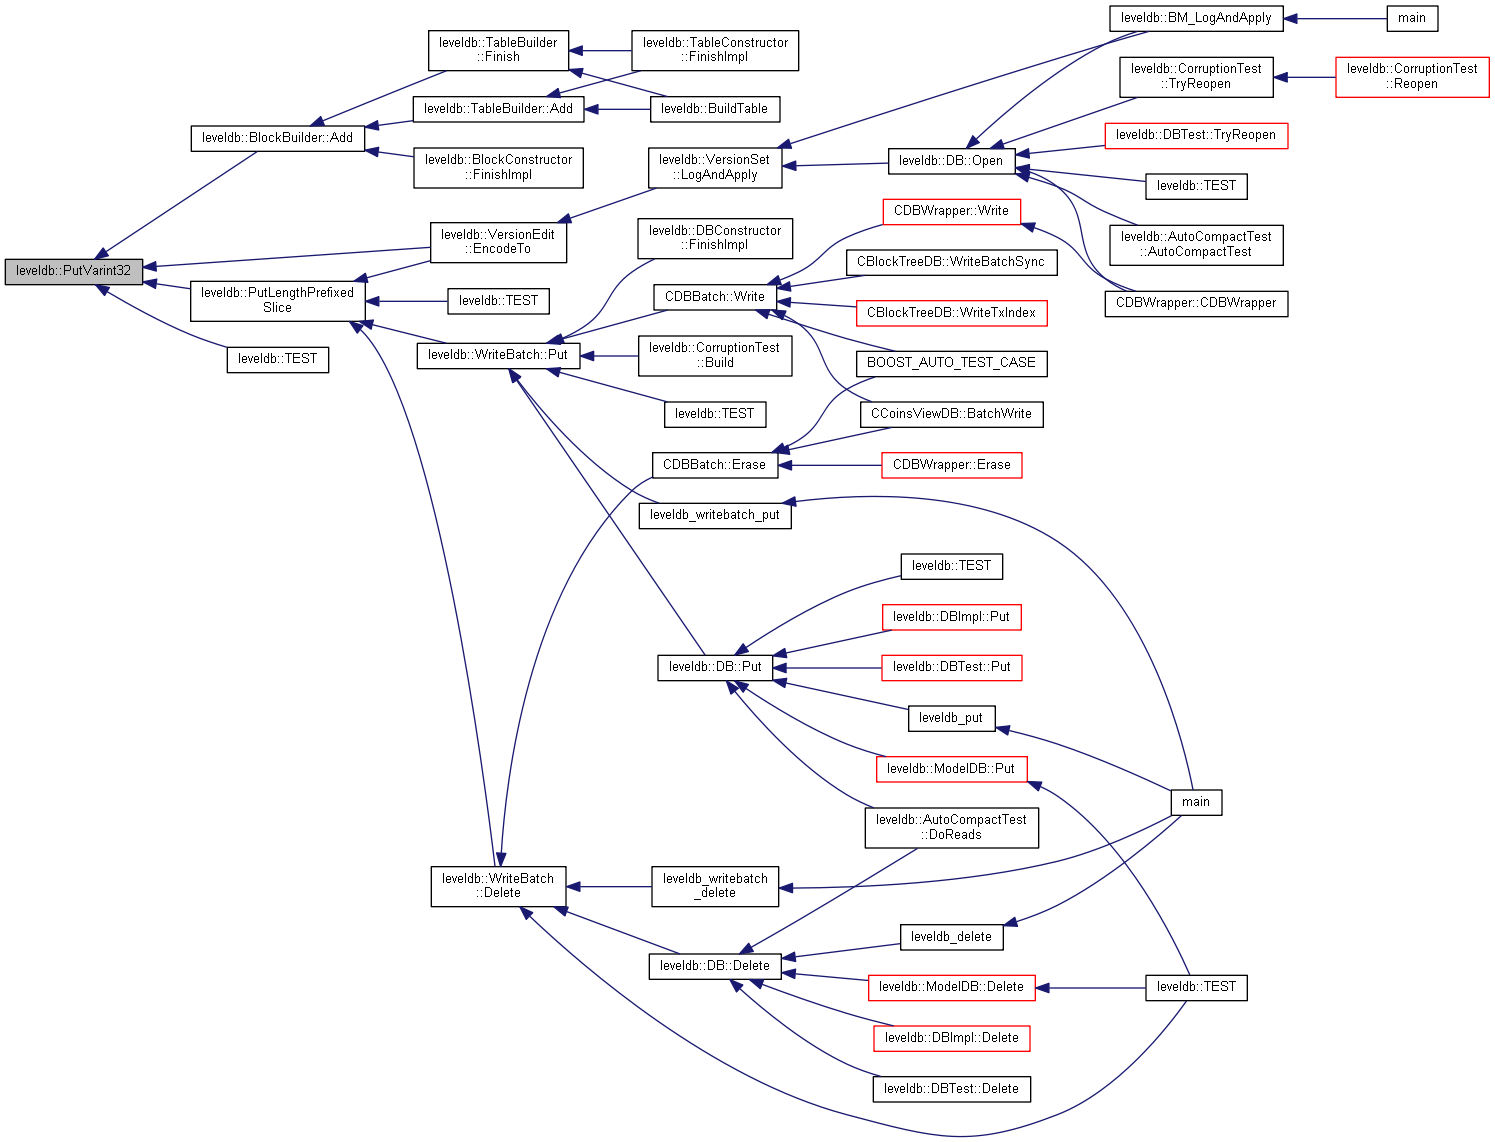 leveldb::PutVarint32
leveldb::BlockBuilder::Add
leveldb::PutLengthPrefixed
Slice
leveldb::TEST
leveldb::TableBuilder
::Finish
leveldb::TableBuilder::Add
leveldb::BlockConstructor
::FinishImpl
leveldb::VersionEdit
::EncodeTo
leveldb::TEST
leveldb::WriteBatch::Put
leveldb::WriteBatch
::Delete
leveldb::TableConstructor
::FinishImpl
leveldb::BuildTable
leveldb::VersionSet
::LogAndApply
leveldb::DBConstructor
::FinishImpl
CDBBatch::Write
leveldb::CorruptionTest
::Build
leveldb::TEST
CDBBatch::Erase
leveldb_writebatch_put
leveldb::DB::Put
leveldb_writebatch
_delete
leveldb::DB::Delete
leveldb::DB::Open
CDBWrapper::Write
CBlockTreeDB::WriteBatchSync
CBlockTreeDB::WriteTxIndex
BOOST_AUTO_TEST_CASE
CCoinsViewDB::BatchWrite
CDBWrapper::Erase
leveldb::TEST
leveldb::DBImpl::Put
leveldb::DBTest::Put
leveldb_put
leveldb::ModelDB::Put
leveldb::AutoCompactTest
::DoReads
leveldb_delete
leveldb::ModelDB::Delete
leveldb::DBImpl::Delete
leveldb::DBTest::Delete
leveldb::BM_LogAndApply
leveldb::CorruptionTest
::TryReopen
leveldb::DBTest::TryReopen
leveldb::TEST
leveldb::AutoCompactTest
::AutoCompactTest
CDBWrapper::CDBWrapper
main
leveldb::TEST
main
leveldb::CorruptionTest
::Reopen